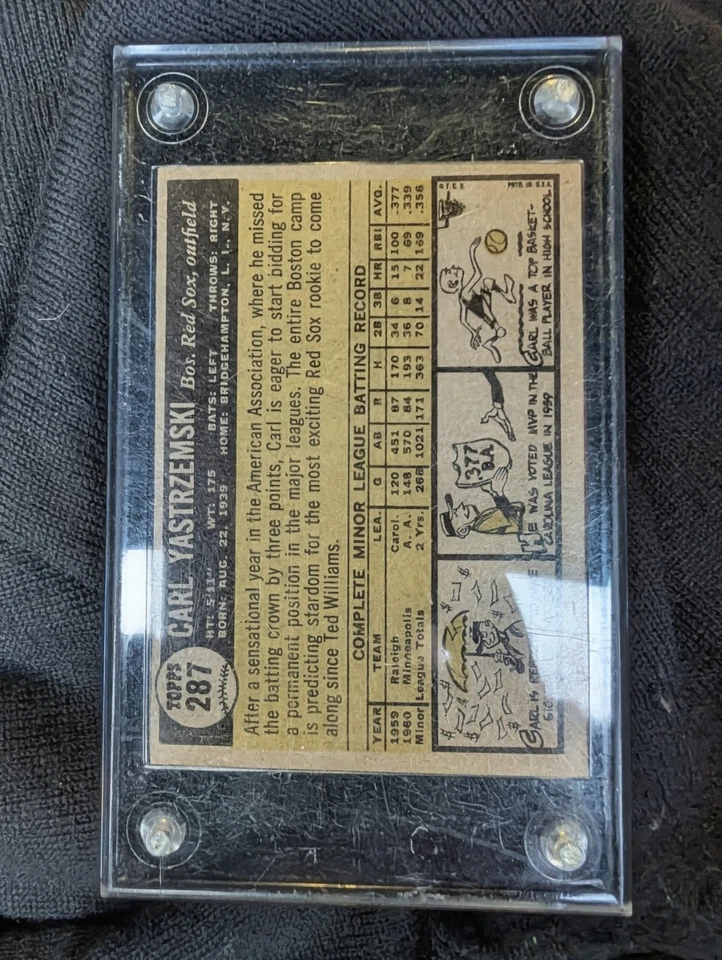 TOPPS
287
CARL YASTRZEMSKI Bos. Red Sox, outfield
HT: 5'11" WT: 175 BATS: LEFT THROWS: RIGHT
BORN: AUG. 22, 1939 HOME: BRIDGEHAMPTON, L. I., N. Y.
After a sensational year in the American Association, where he missed
the batting crown by three points, Carl is eager to start bidding for
a permanent position in the major leagues. The entire Boston camp
is predicting stardom for the most exciting Red Sox rookie to come
along since Ted Williams.
COMPLETE MINOR LEAGUE BATTING RECORD
YEAR TEAM LEA. G AB R H 2B 3B HR RBI AVG.
1959 Raleigh Carol. 120 451 87 170 34 6 15 100 .377
1960 Minneapolis A. A. 148 570 84 193 36 8 7 69 .339
Minor League Totals 2 Yrs. 268 1021 171 363 70 14 22 169 .356
CARL IS
377
B.A.
HE WAS VOTED MVP IN THE
CAROLINA LEAGUE IN 1959
© T.C.G. PRTD. IN U.S.A.
CARL WAS A TOP BASKET-
BALL PLAYER IN HIGH SCHOOL